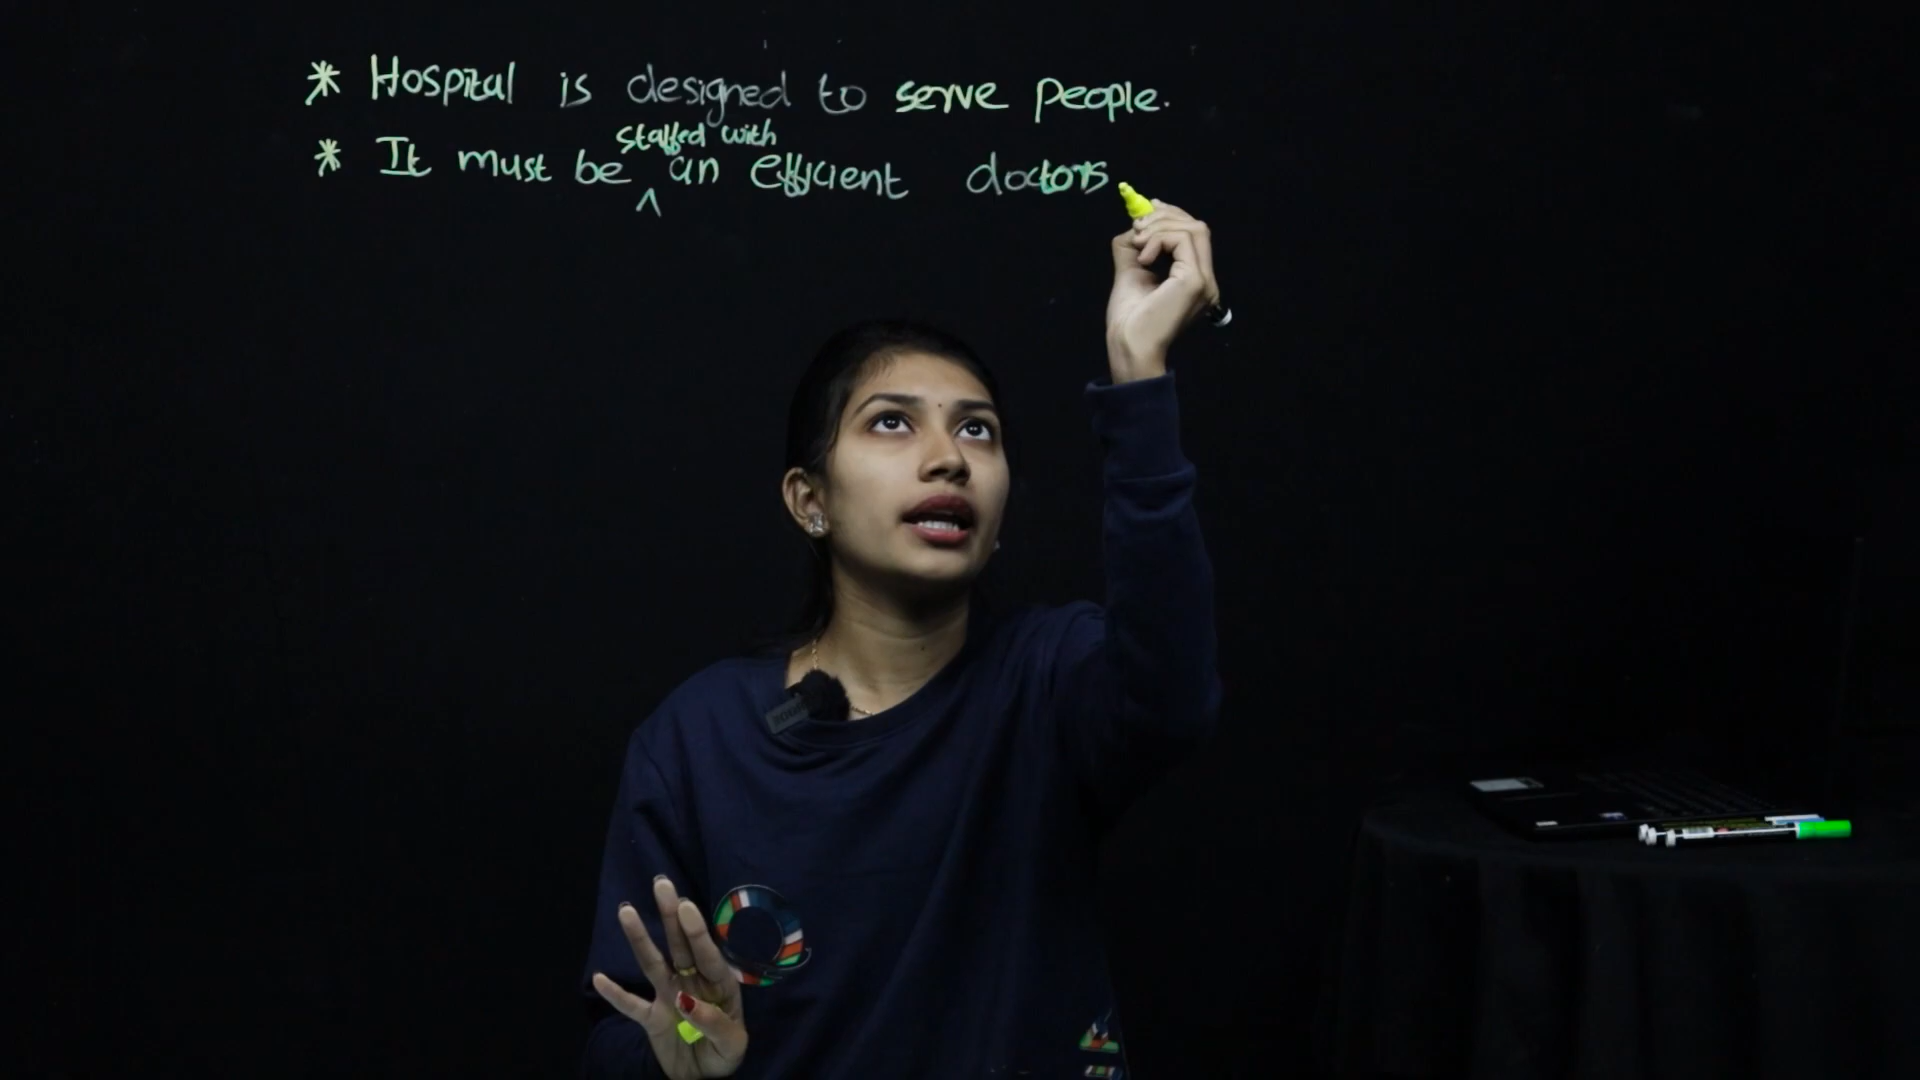 * Hospital is designed to serve people.
* It must be staffed with an efficient doctors